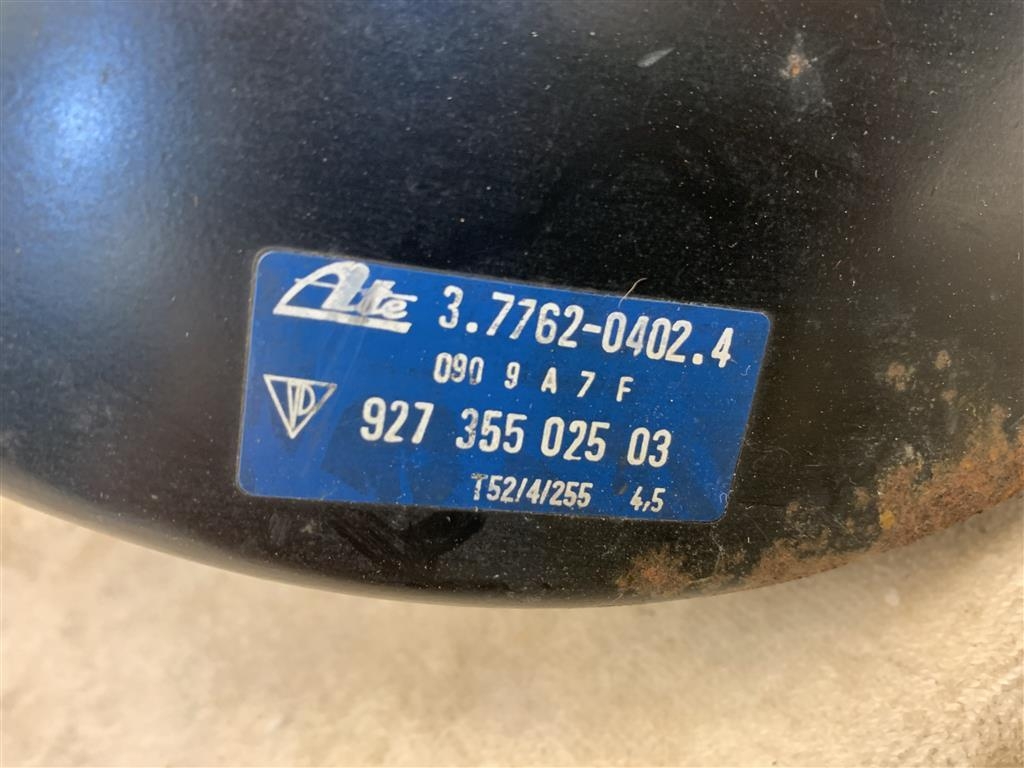 Ate 3.7762-0402.4
090 9 A 7 F
927 355 025 03
T52/4/255 4,5